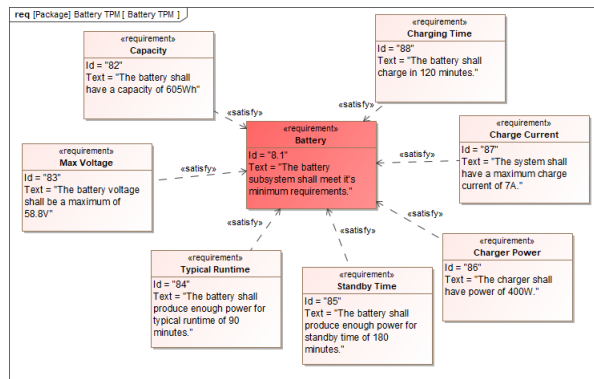 req [Package] Battery TPM [ Battery TPM ]
«requirement»
Capacity
Id = "82"
Text = "The battery shall
have a capacity of 605Wh"
«requirement»
Charging Time
Id = "88"
Text = "The battery shall
charge in 120 minutes."
«satisfy»
«satisfy»
«requirement»
Battery
Id = "8.1"
Text = "The battery
subsystem shall meet it's
minimum requirements."
«requirement»
Max Voltage
Id = "83"
Text = "The battery voltage
shall be a maximum of
58.8V"
«satisfy»
«requirement»
Charge Current
Id = "87"
Text = "The system shall
have a maximum charge
current of 7A."
«satisfy»
«satisfy»
«satisfy»
«satisfy»
«requirement»
Typical Runtime
Id = "84"
Text = "The battery shall
produce enough power for
typical runtime of 90
minutes."
«requirement»
Standby Time
Id = "85"
Text = "The battery shall
produce enough power for
standby time of 180
minutes."
«requirement»
Charger Power
Id = "86"
Text = "The charger shall
have power of 400W."